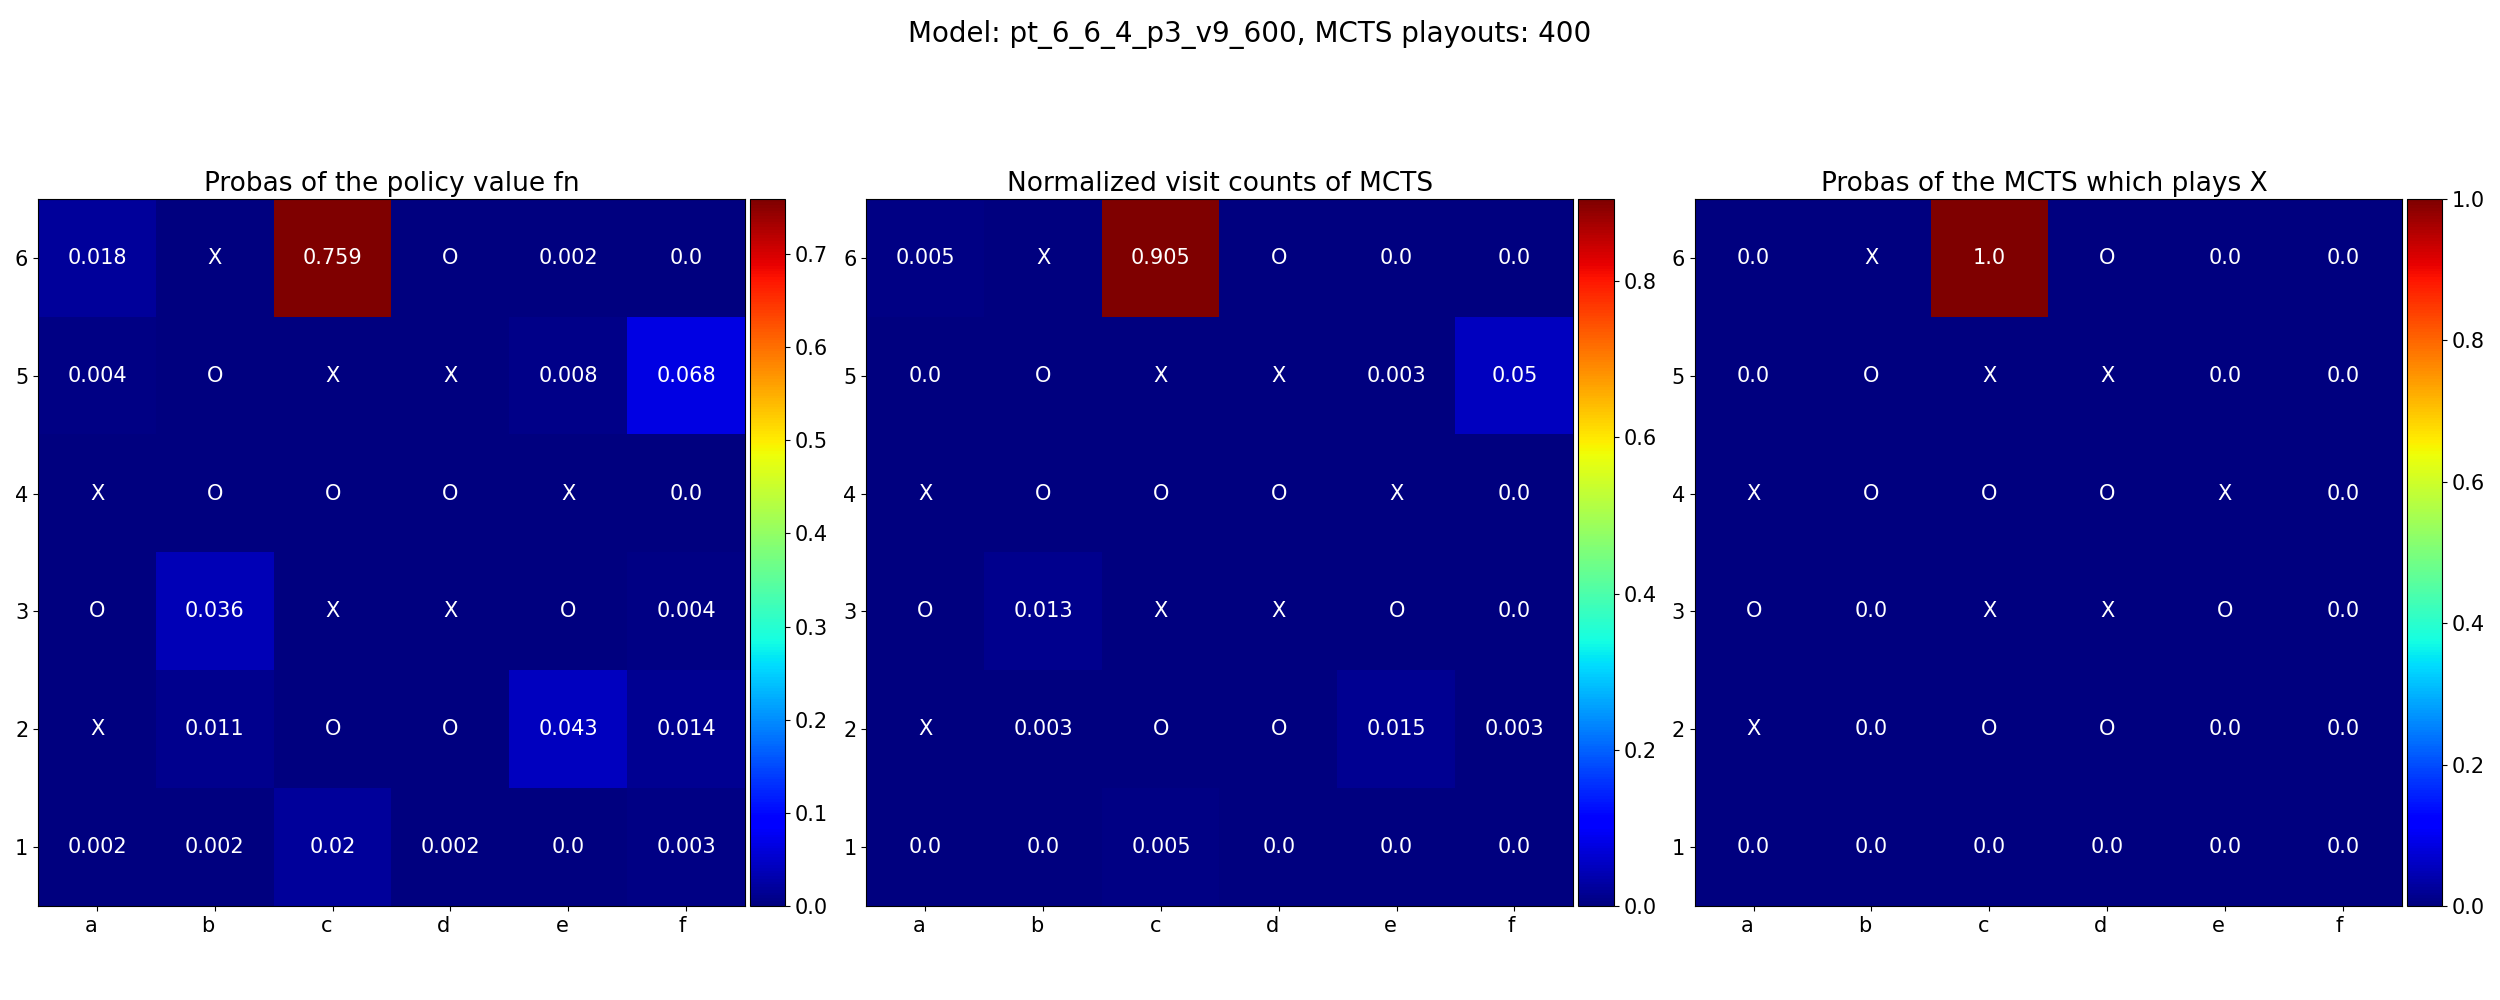 Model: pt_6_6_4_p3_v9_600, MCTS playouts: 400
Probas of the policy value fn
6 0.018 X 0.759 O 0.002 0.0
5 0.004 O X X 0.008 0.068
4 X O O O X 0.0
3 O 0.036 X X O 0.004
2 X 0.011 O O 0.043 0.014
1 0.002 0.002 0.02 0.002 0.0 0.003
a b c d e f
0.7
0.6
0.5
0.4
0.3
0.2
0.1
0.0
Normalized visit counts of MCTS
6 0.005 X 0.905 O 0.0 0.0
5 0.0 O X X 0.003 0.05
4 X O O O X 0.0
3 O 0.013 X X O 0.0
2 X 0.003 O O 0.015 0.003
1 0.0 0.0 0.005 0.0 0.0 0.0
a b c d e f
0.8
0.6
0.4
0.2
0.0
Probas of the MCTS which plays X
6 0.0 X 1.0 O 0.0 0.0
5 0.0 O X X 0.0 0.0
4 X O O O X 0.0
3 O 0.0 X X O 0.0
2 X 0.0 O O 0.0 0.0
1 0.0 0.0 0.0 0.0 0.0 0.0
a b c d e f
1.0
0.8
0.6
0.4
0.2
0.0